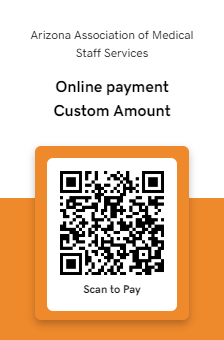 Arizona Association of Medical
Staff Services
Online payment
Custom Amount
Scan to Pay